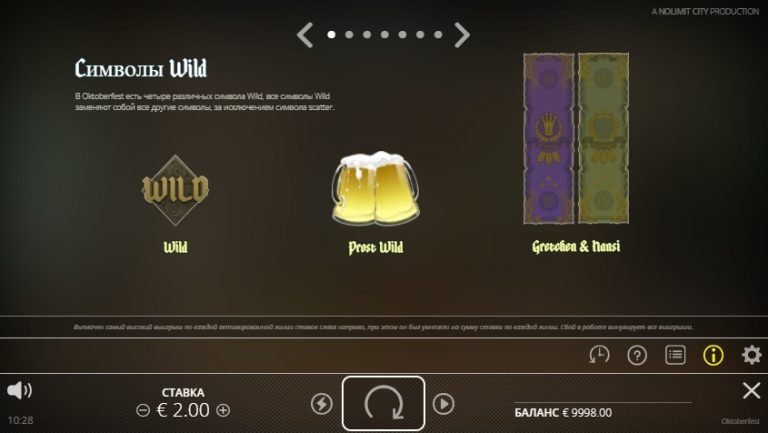 A NOLIMIT CITY PRODUCTION
Символы Wild
В Oktoberfest есть четыре различных символа Wild, все символы Wild
заменяют собой все другие символы, за исключением символа scatter.
WILD
Wild
Prost Wild
Gretchen & Nansi
Выплачен самый высокий выигрыш по каждой активированной линии ставок слева направо, при этом он был умножен на сумму ставки по каждой линии. Сбой в работе аннулирует все выигрыши.
СТАВКА
€ 2.00
БАЛАНС € 9998.00
10:28
Oktoberfest